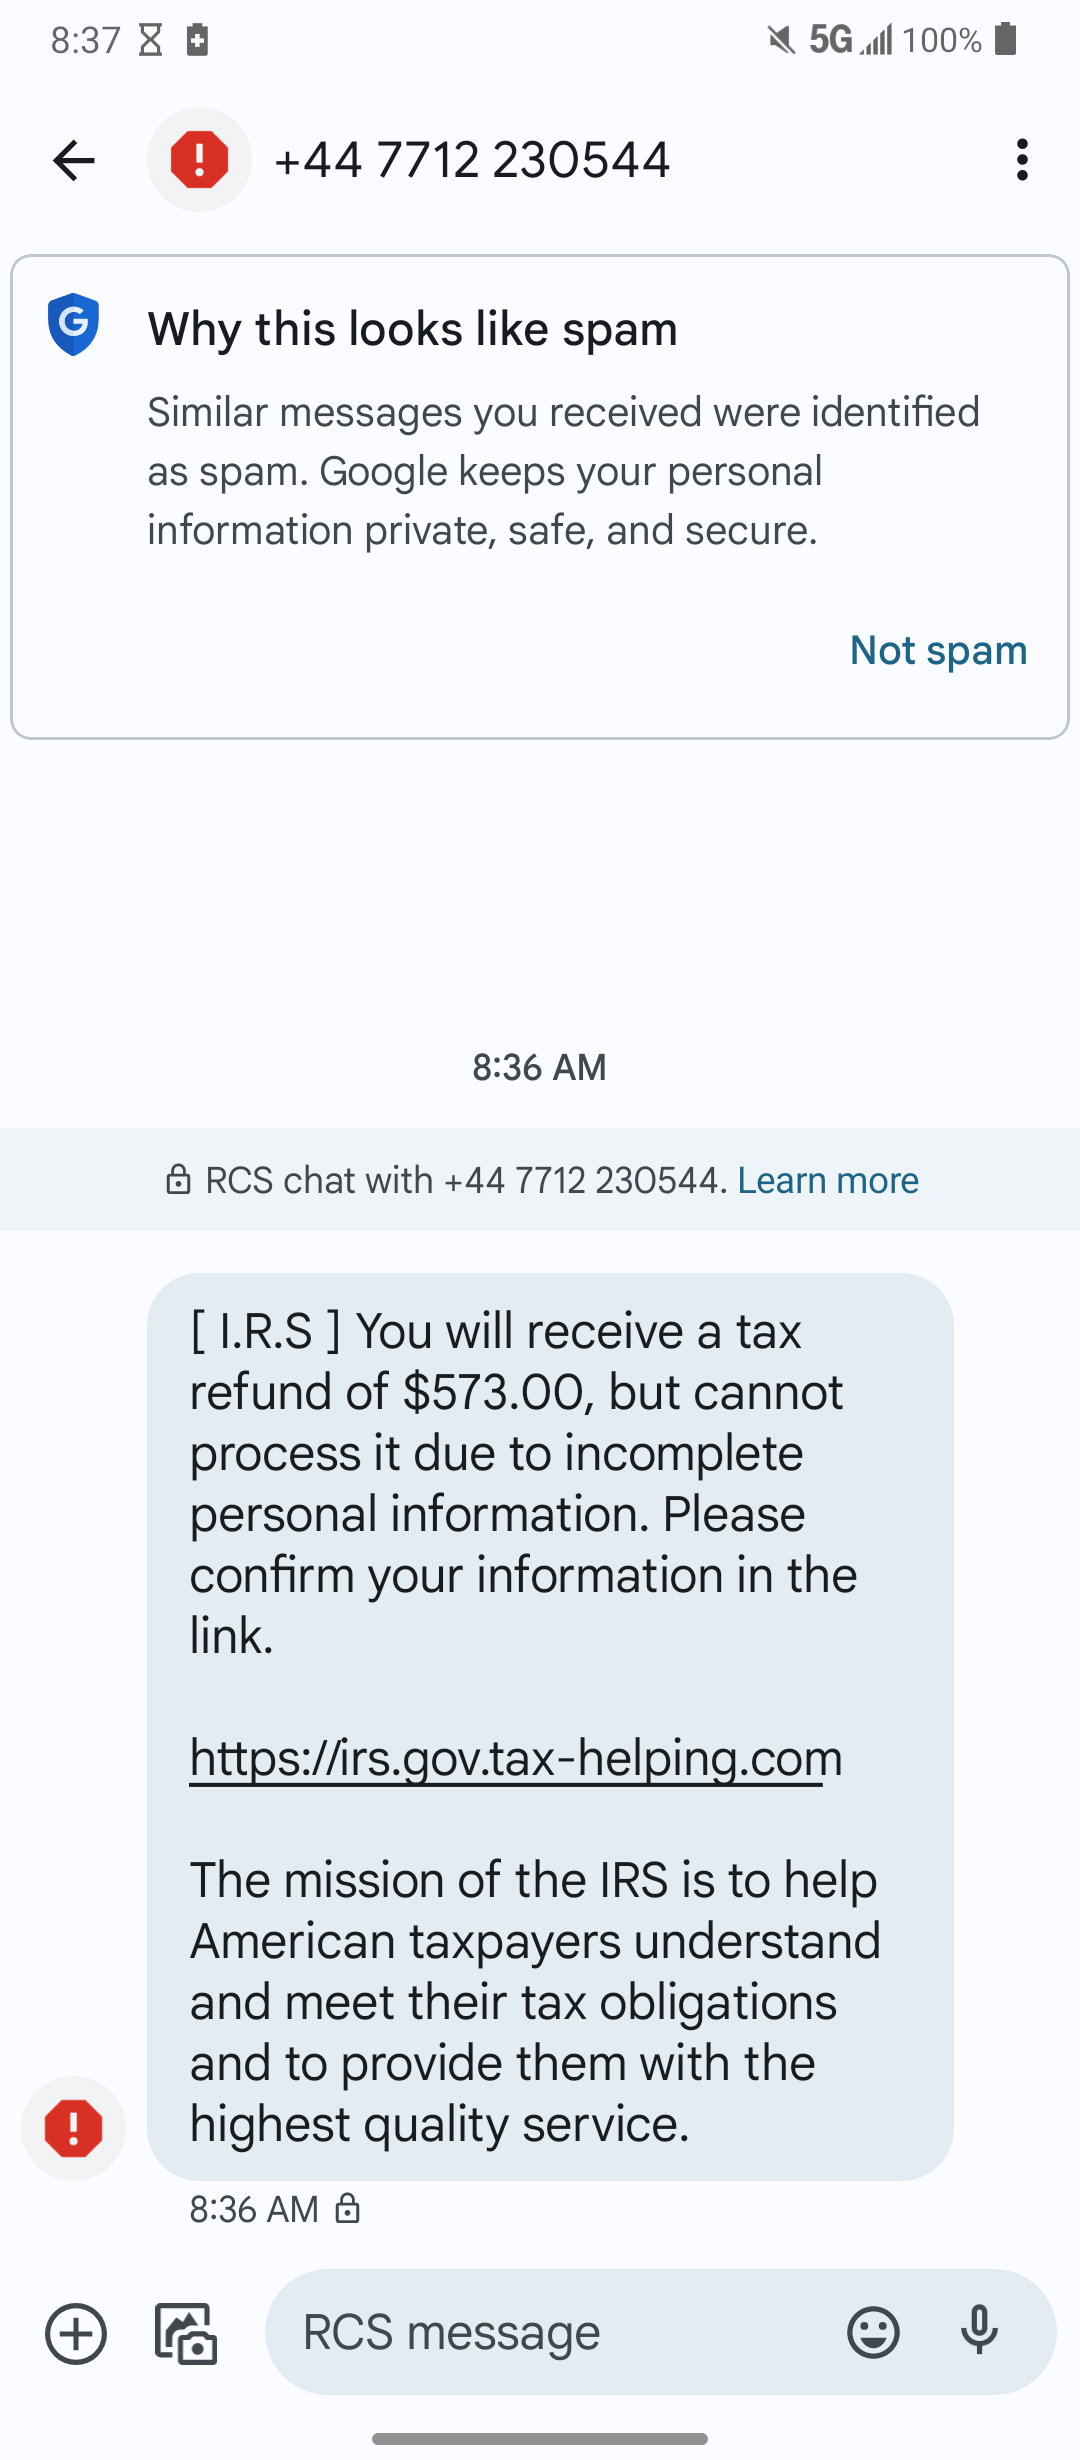 8:37
5G 100%
+44 7712 230544
Why this looks like spam
Similar messages you received were identified
as spam. Google keeps your personal
information private, safe, and secure.
Not spam
8:36 AM
RCS chat with +44 7712 230544. Learn more
[ I.R.S ] You will receive a tax
refund of $573.00, but cannot
process it due to incomplete
personal information. Please
confirm your information in the
link.
https://irs.gov.tax-helping.com
The mission of the IRS is to help
American taxpayers understand
and meet their tax obligations
and to provide them with the
highest quality service.
8:36 AM
RCS message